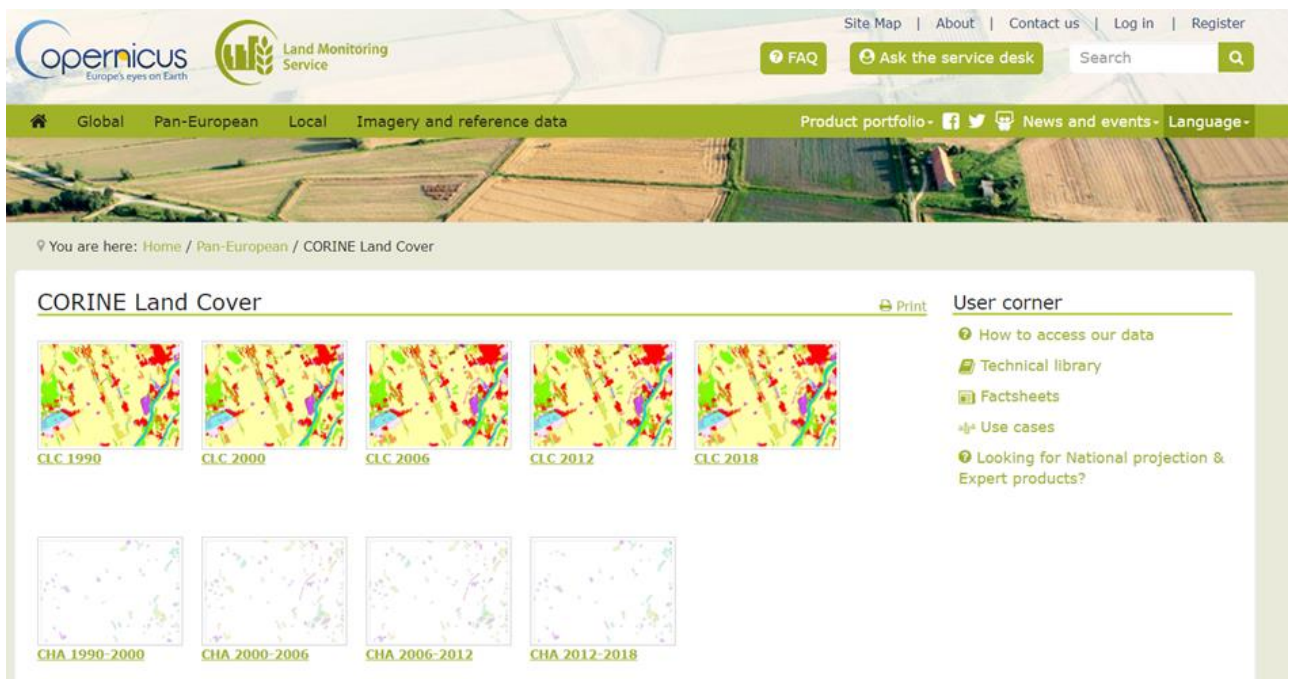 Site Map | About | Contact us | Log in | Register
opernicus
Europe's eyes on Earth
Land Monitoring
Service
FAQ
Ask the service desk
Search
Global Pan-European Local Imagery and reference data
Product portfolio
News and events
Language
You are here: Home / Pan-European / CORINE Land Cover
CORINE Land Cover
Print
CLC 1990
CLC 2000
CLC 2006
CLC 2012
CLC 2018
CHA 1990-2000
CHA 2000-2006
CHA 2006-2012
CHA 2012-2018
User corner
How to access our data
Technical library
Factsheets
Use cases
Looking for National projection &
Expert products?